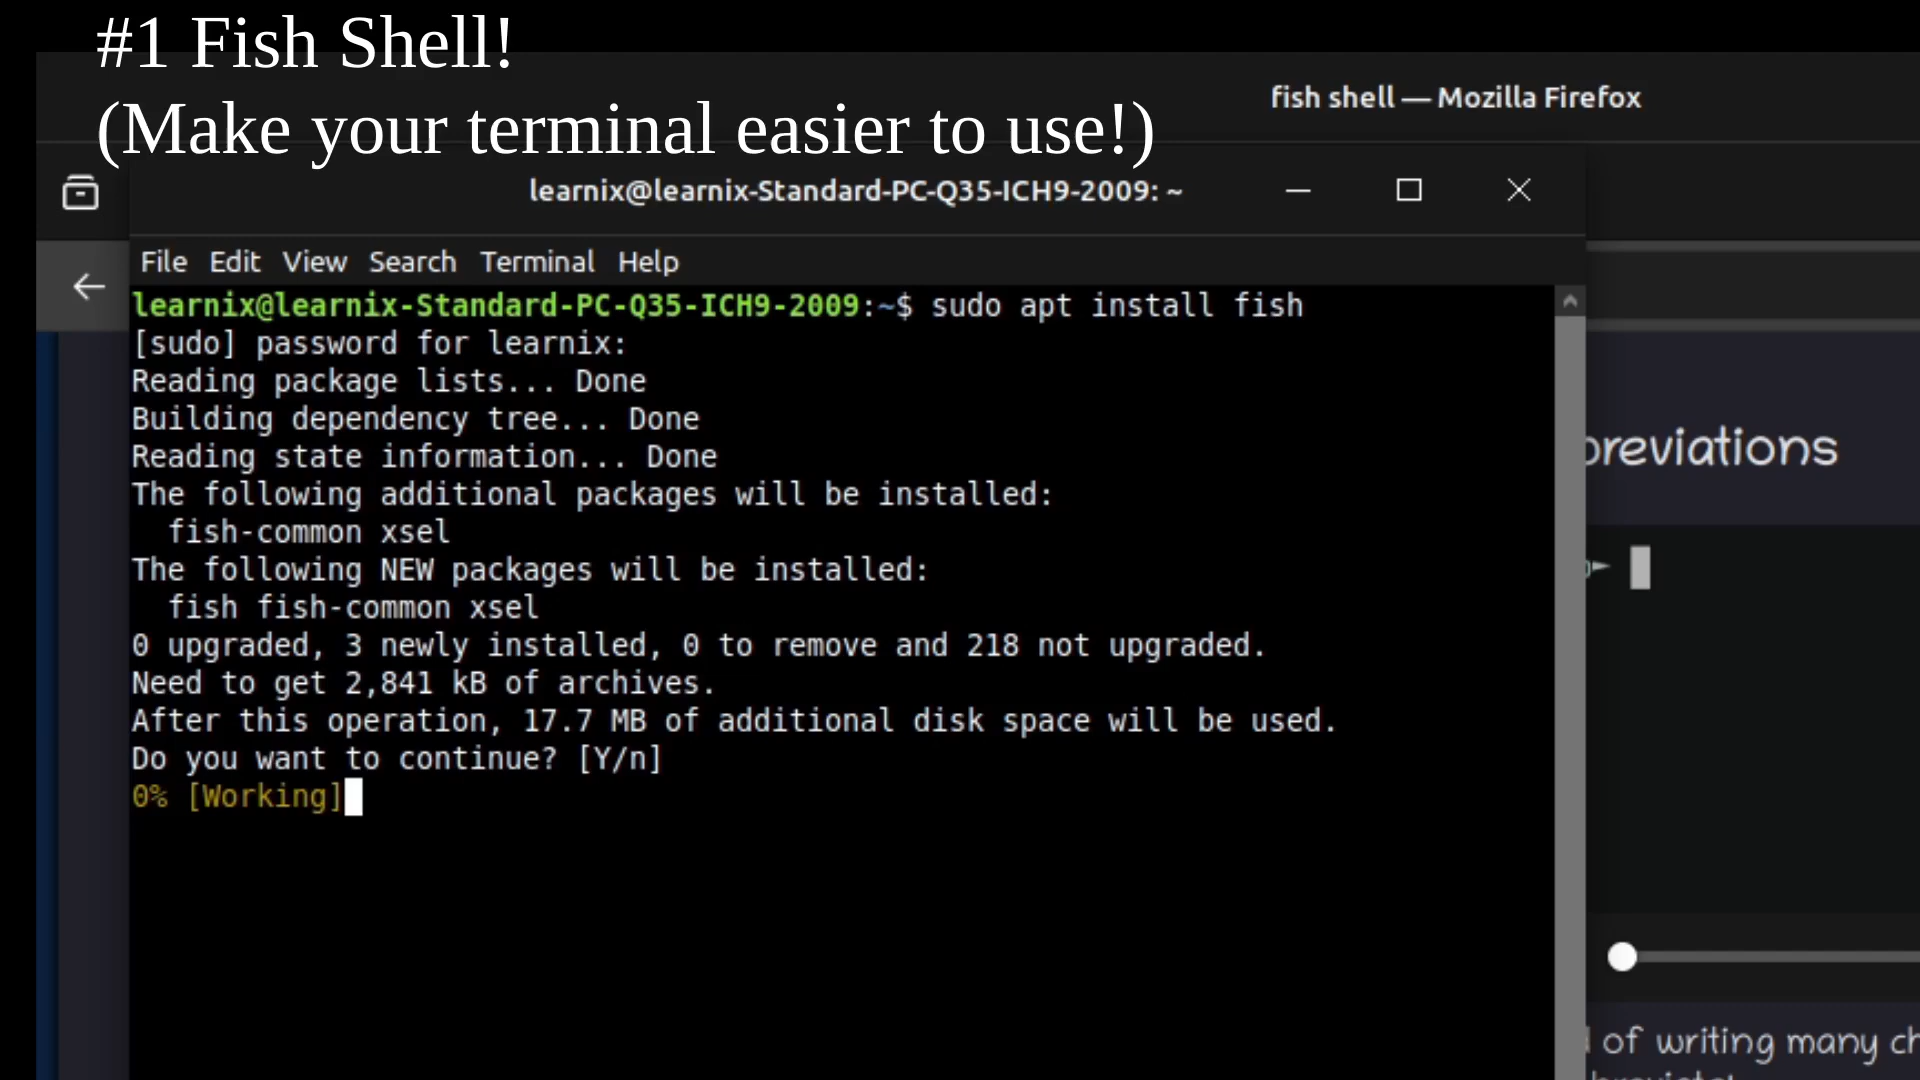 #1 Fish Shell!
(Make your terminal easier to use!)
fish shell — Mozilla Firefox
learnix@learnix-Standard-PC-Q35-ICH9-2009: ~
File Edit View Search Terminal Help
learnix@learnix-Standard-PC-Q35-ICH9-2009:~$ sudo apt install fish
[sudo] password for learnix:
Reading package lists... Done
Building dependency tree... Done
Reading state information... Done
The following additional packages will be installed:
  fish-common xsel
The following NEW packages will be installed:
  fish fish-common xsel
0 upgraded, 3 newly installed, 0 to remove and 218 not upgraded.
Need to get 2,841 kB of archives.
After this operation, 17.7 MB of additional disk space will be used.
Do you want to continue? [Y/n]
0% [Working]
breviations
of writing many ch